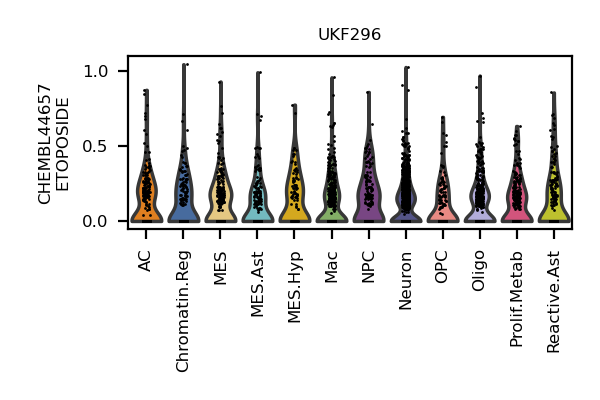 UKF296
CHEMBL44657
ETOPOSIDE
1.0
0.5
0.0
AC
Chromatin.Reg
MES
MES.Ast
MES.Hyp
Mac
NPC
Neuron
OPC
Oligo
Prolif.Metab
Reactive.Ast